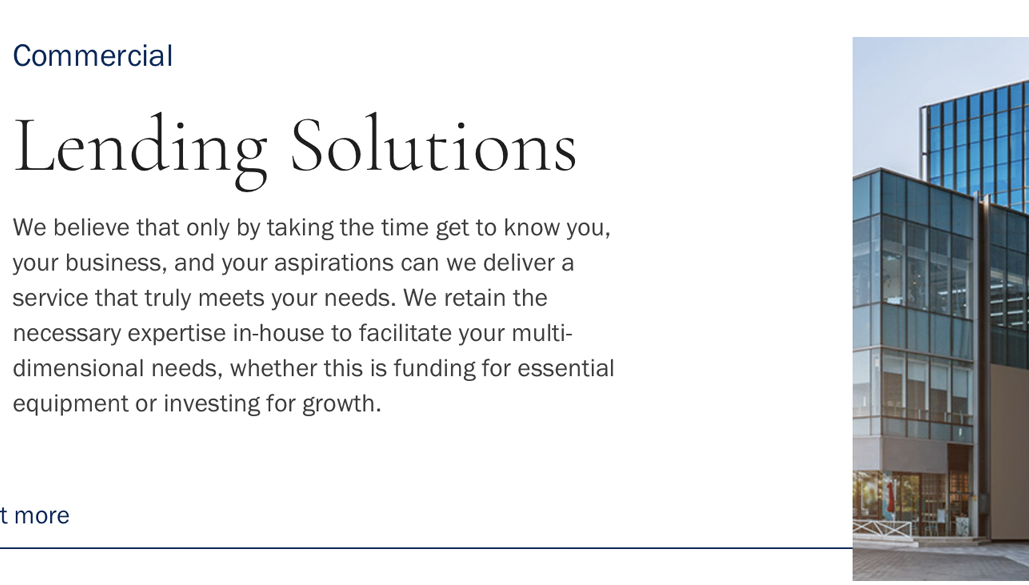 Commercial
Lending Solutions
We believe that only by taking the time get to know you,
your business, and your aspirations can we deliver a
service that truly meets your needs. We retain the
necessary expertise in-house to facilitate your multi-
dimensional needs, whether this is funding for essential
equipment or investing for growth.
t more